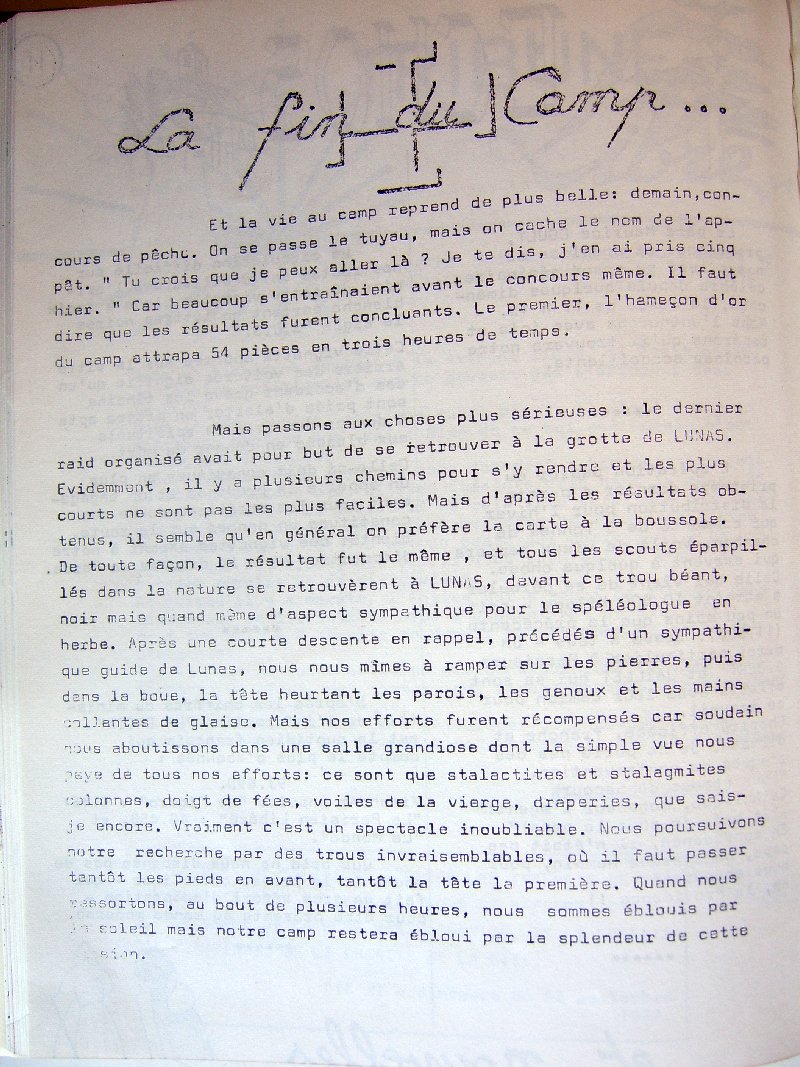 La fin du Camp...
Et la vie au camp reprend de plus belle: demain,con-
cours de pêche. On se passe le tuyau, mais on cache le nom de l'ap-
pât. " Tu crois que je peux aller là ? Je te dis, j'en ai pris cinq
hier. " Car beaucoup s'entraînaient avant le concours même. Il faut
dire que les résultats furent concluants. Le premier, l'hameçon d'or
du camp attrapa 54 pièces en trois heures de temps.
Mais passons aux choses plus sérieuses : le dernier
raid organisé avait pour but de se retrouver à la grotte de LUNAS.
Evidemment , il y a plusieurs chemins pour s'y rendre et les plus
courts ne sont pas les plus faciles. Mais d'après les résultats ob-
tenus, il semble qu'en général on préfère la carte à la boussole.
De toute façon, le résultat fut le même , et tous les scouts éparpil-
lés dans la nature se retrouvèrent à LUNAS, devant ce trou béant,
noir mais quand même d'aspect sympathique pour le spéléologue en
herbe. Après une courte descente en rappel, précédés d'un sympathi-
que guide de Lunas, nous nous mîmes à ramper sur les pierres, puis
dans la boue, la tête heurtant les parois, les genoux et les mains
collantes de glaise. Mais nos efforts furent récompensés car soudain
nous aboutissons dans une salle grandiose dont la simple vue nous
paye de tous nos efforts: ce sont que stalactites et stalagmites
colonnes, doigt de fées, voiles de la vierge, draperies, que sais-
je encore. Vraiment c'est un spectacle inoubliable. Nous poursuivons
notre recherche par des trous invraisemblables, où il faut passer
tantôt les pieds en avant, tantôt la tête la première. Quand nous
ressortons, au bout de plusieurs heures, nous sommes éblouis par
soleil mais notre camp restera ébloui par la splendeur de cette